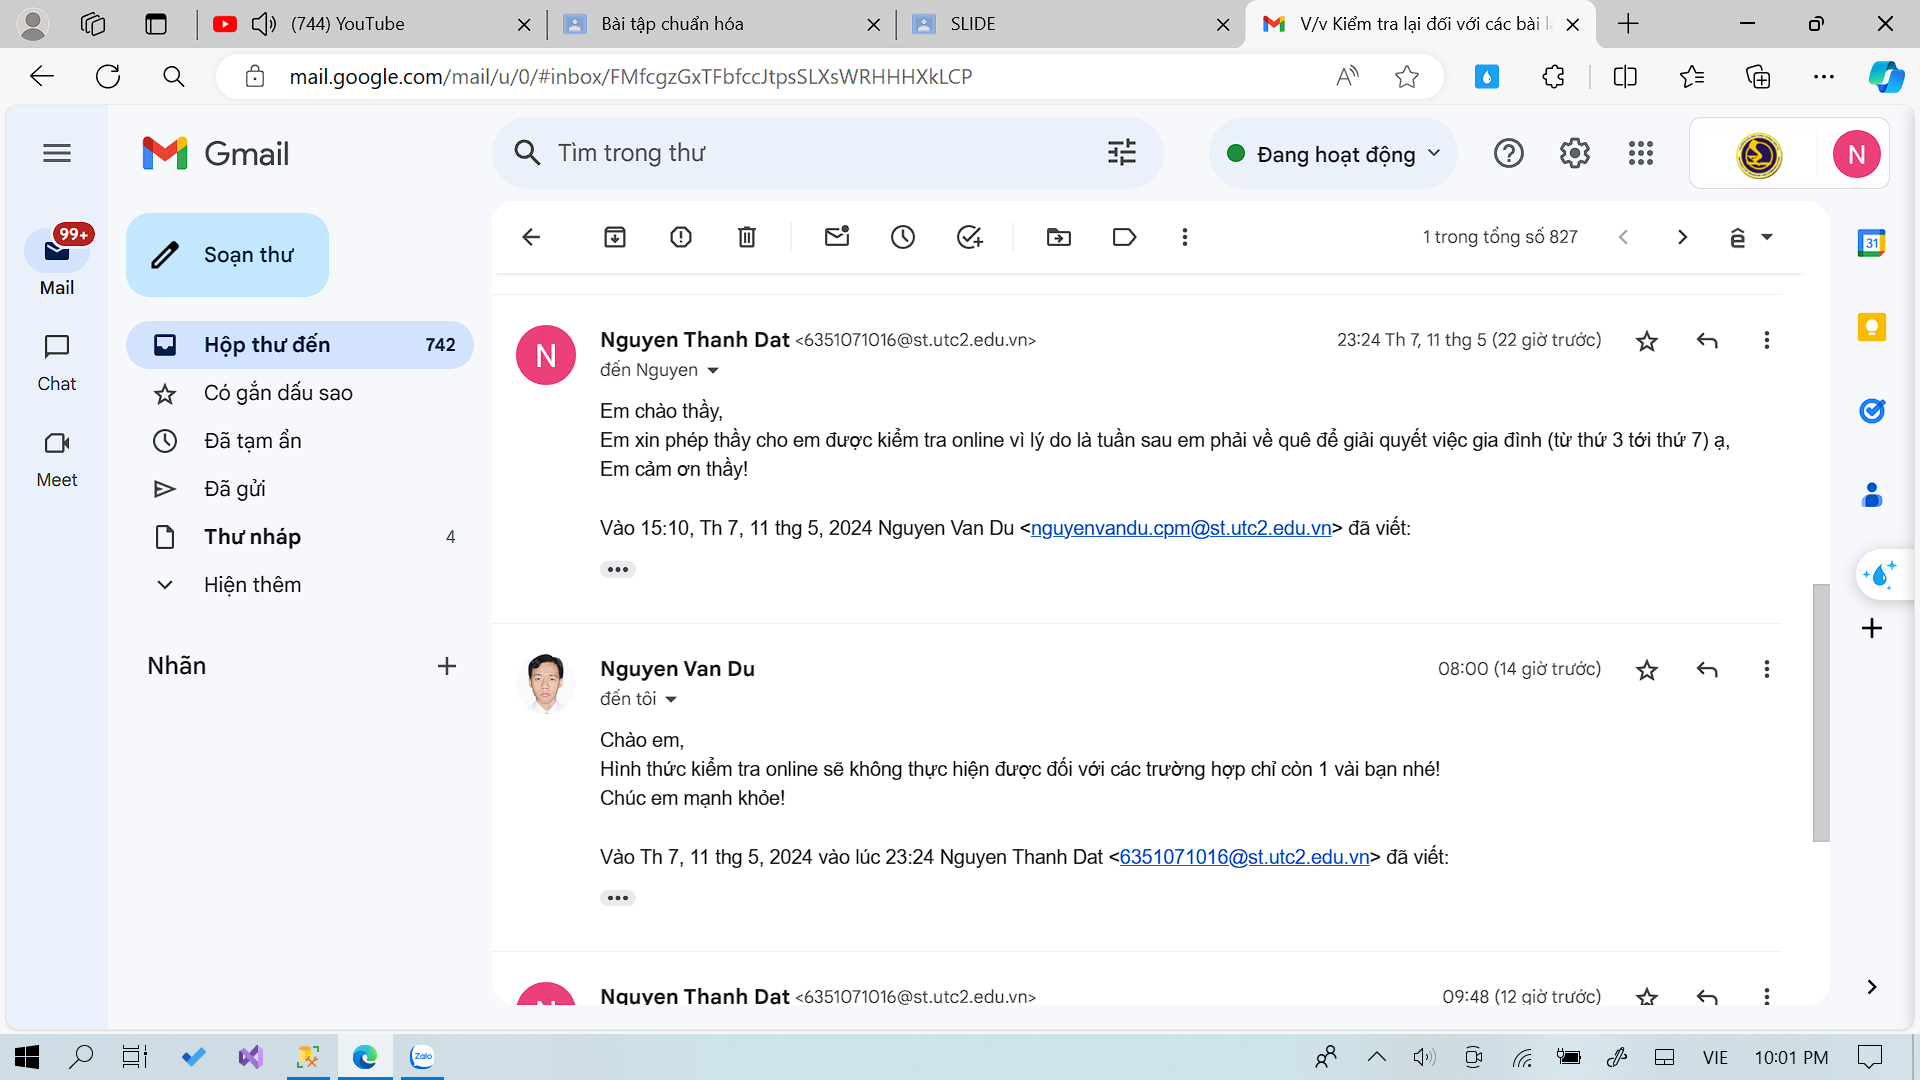 (744) YouTube
Bài tập chuẩn hóa
SLIDE
V/v Kiểm tra lại đối với các bài
mail.google.com/mail/u/0/#inbox/FMfcgzGxTFbfccJtpsSLXsWRHHHXkLCP
Gmail
Tìm trong thư
Đang hoạt động
N
99+
Mail
Chat
Meet
Soạn thư
Hộp thư đến 742
Có gắn dấu sao
Đã tạm ẩn
Đã gửi
Thư nháp 4
Hiện thêm
Nhãn
1 trong tổng số 827
ê
31
N
Nguyen Thanh Dat <6351071016@st.utc2.edu.vn>
23:24 Th 7, 11 thg 5 (22 giờ trước)
đến Nguyen
Em chào thầy,
Em xin phép thầy cho em được kiểm tra online vì lý do là tuần sau em phải về quê để giải quyết việc gia đình (từ thứ 3 tới thứ 7) ạ,
Em cảm ơn thầy!
Vào 15:10, Th 7, 11 thg 5, 2024 Nguyen Van Du <nguyenvandu.cpm@st.utc2.edu.vn> đã viết:
Nguyen Van Du
08:00 (14 giờ trước)
đến tôi
Chào em,
Hình thức kiểm tra online sẽ không thực hiện được đối với các trường hợp chỉ còn 1 vài bạn nhé!
Chúc em mạnh khỏe!
Vào Th 7, 11 thg 5, 2024 vào lúc 23:24 Nguyen Thanh Dat <6351071016@st.utc2.edu.vn> đã viết:
Nguyen Thanh Dat <6351071016@st.utc2.edu.vn>
09:48 (12 giờ trước)
Zalo
VIE
10:01 PM